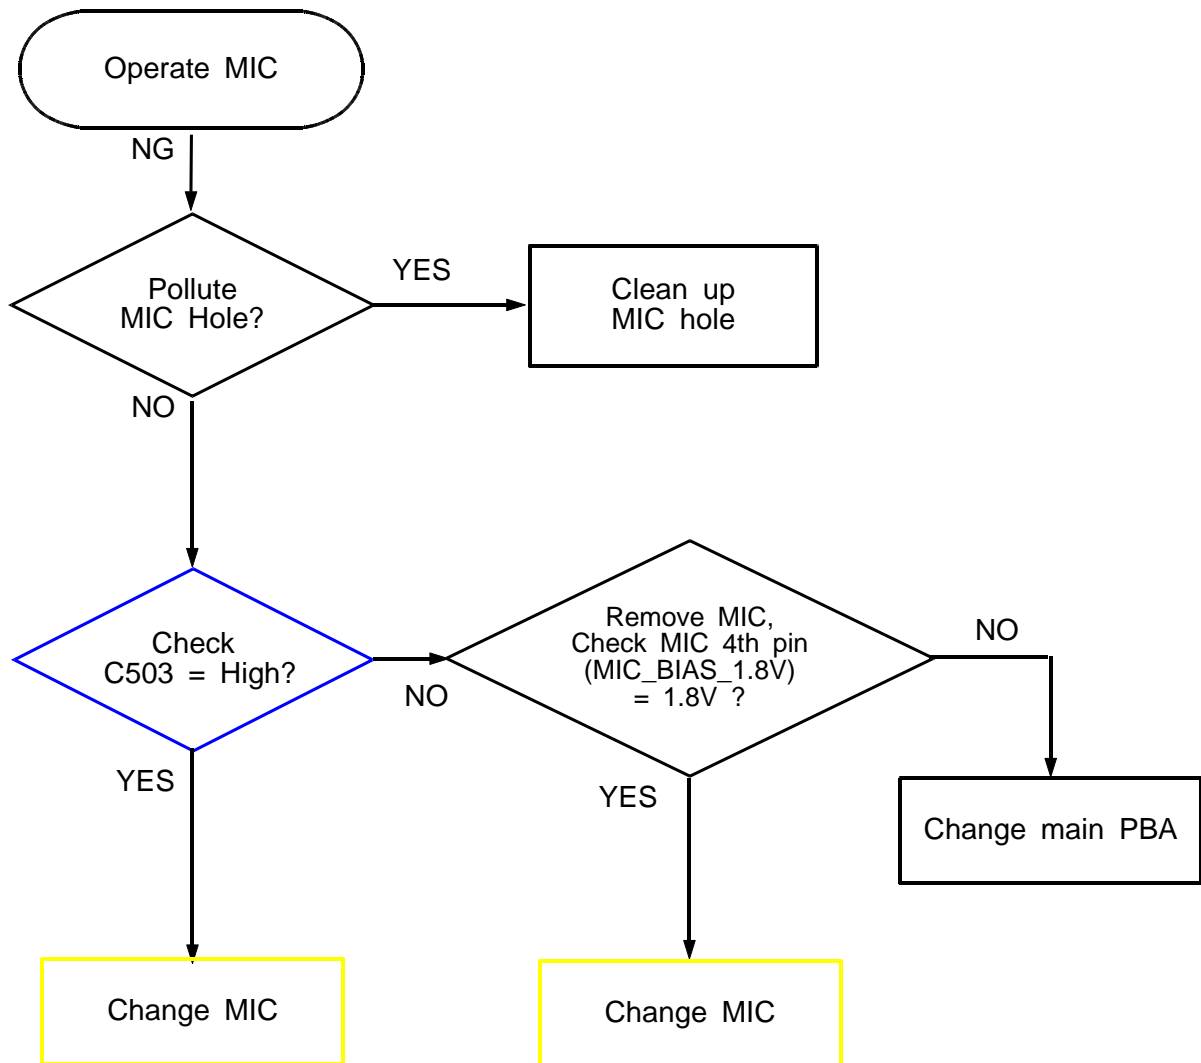 Operate MIC
NG
Pollute
MIC Hole?
YES
Clean up
MIC hole
NO
Check
C503 = High?
NO
Remove MIC,
Check MIC 4th pin
(MIC_BIAS_1.8V)
= 1.8V ?
NO
YES
YES
Change main PBA
Change MIC
Change MIC